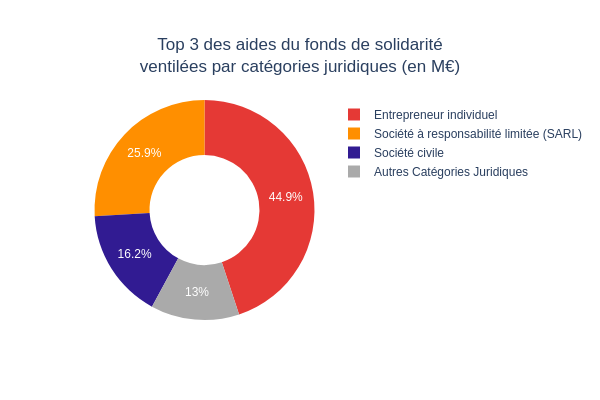 Top 3 des aides du fonds de solidarité
ventilées par catégories juridiques (en M€)
Entrepreneur individuel
Société à responsabilité limitée (SARL)
Société civile
Autres Catégories Juridiques
25.9%
44.9%
16.2%
13%